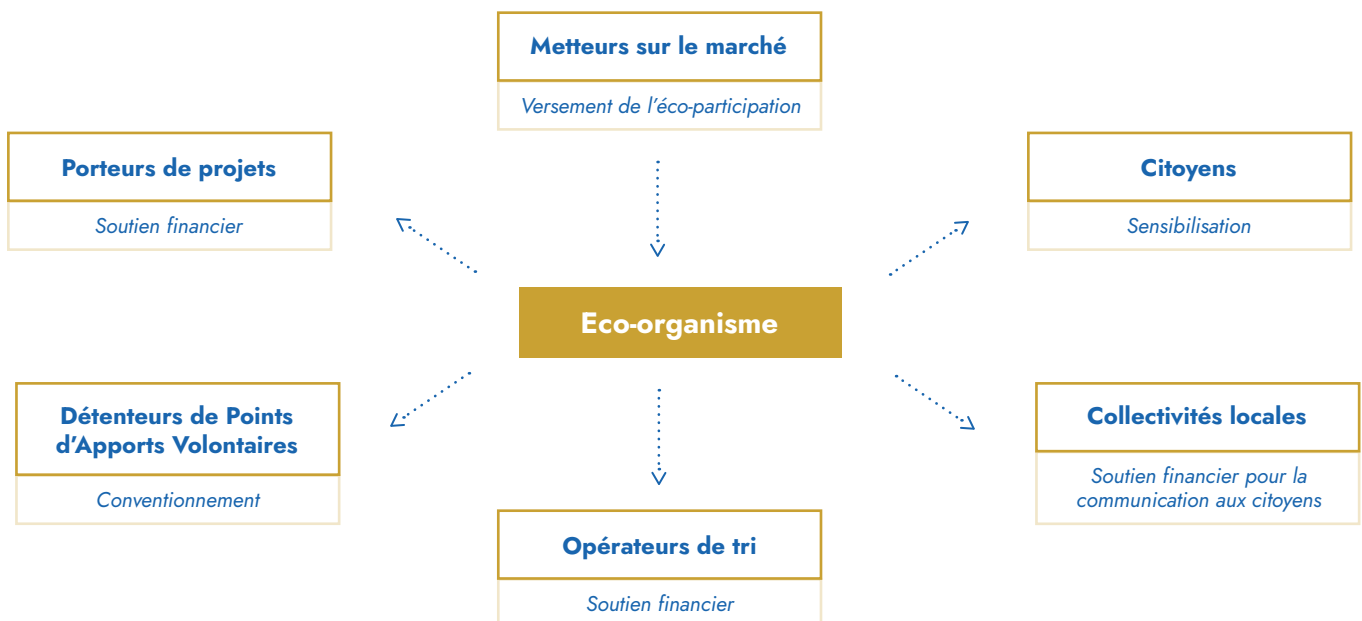 Metteurs sur le marché
Versement de l’éco-participation
Porteurs de projets
Soutien financier
Citoyens
Sensibilisation
Eco-organisme
Détenteurs de Points
d’Apports Volontaires
Conventionnement
Collectivités locales
Soutien financier pour la
communication aux citoyens
Opérateurs de tri
Soutien financier